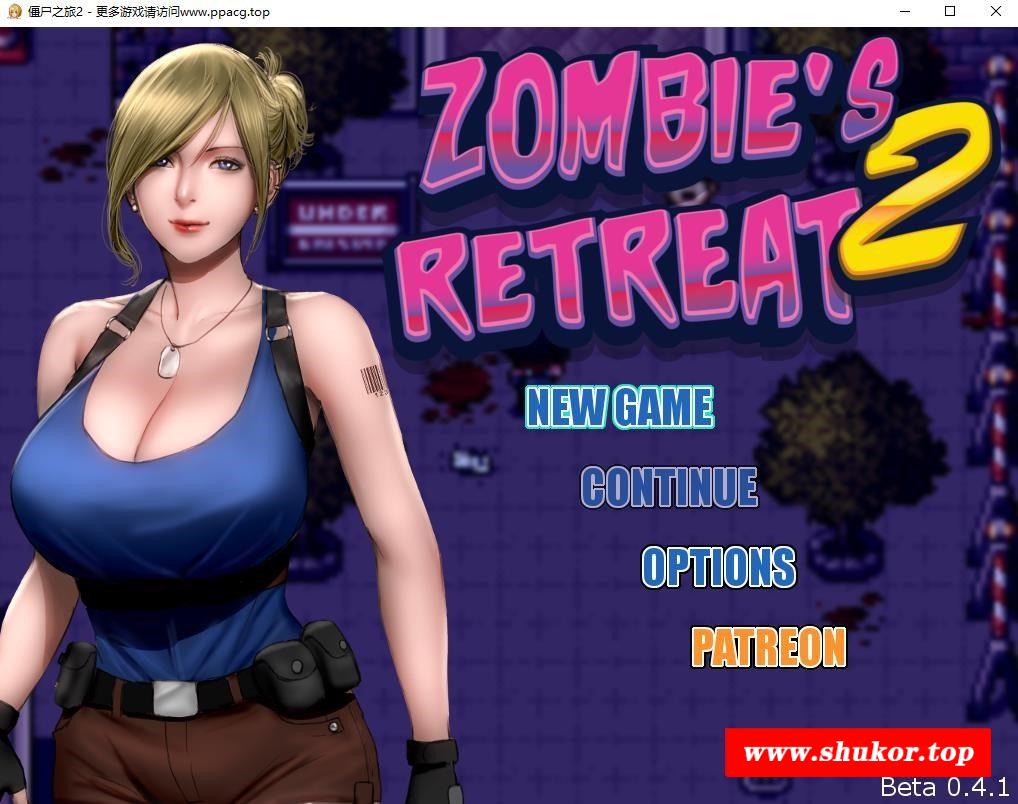 僵尸之旅2 - 更多游戏请访问www.ppacg.top
ZOMBIE'S
RETREAT 2
UNDER
123
NEW GAME
CONTINUE
OPTIONS
PATREON
www.shukor.top
Beta 0.4.1